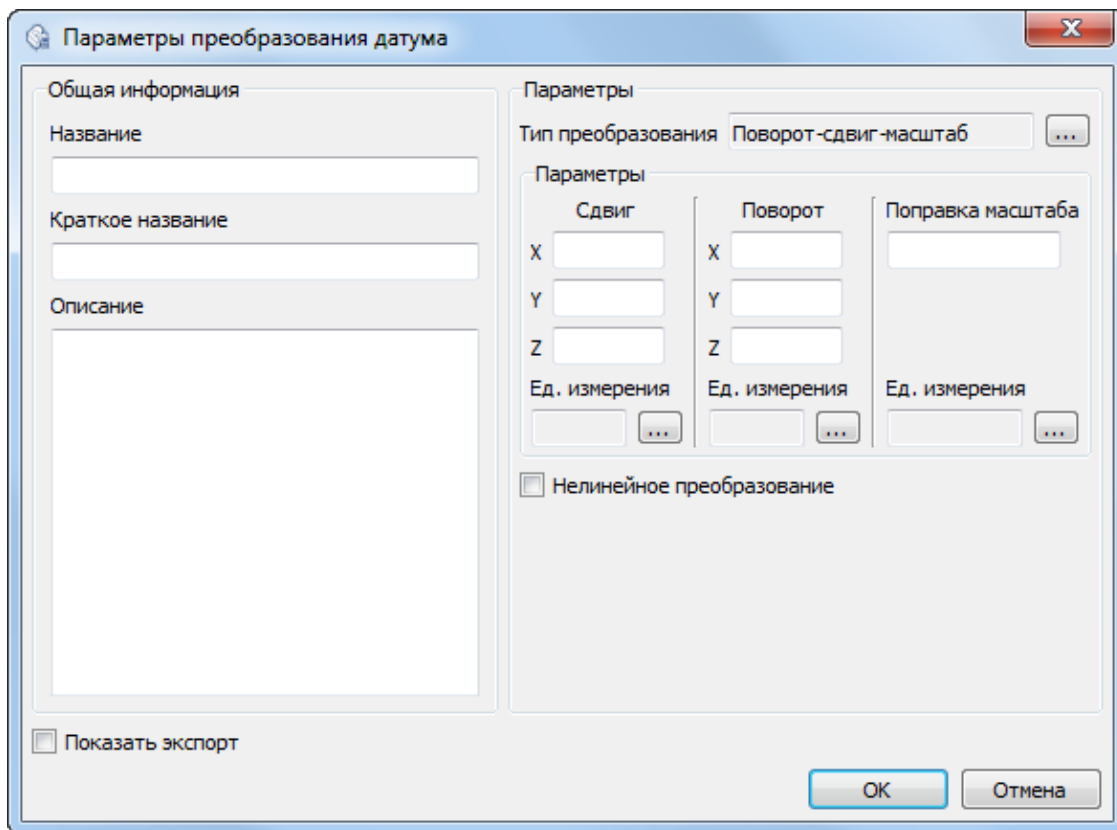 Параметры преобразования датума
Общая информация
Название
Краткое название
Описание
Параметры
Тип преобразования Поворот-сдвиг-масштаб ...
Параметры
Сдвиг Поворот Поправка масштаба
X X
Y Y
Z Z
Ед. измерения Ед. измерения Ед. измерения
... ... ...
Нелинейное преобразование
Показать экспорт
OK Отмена